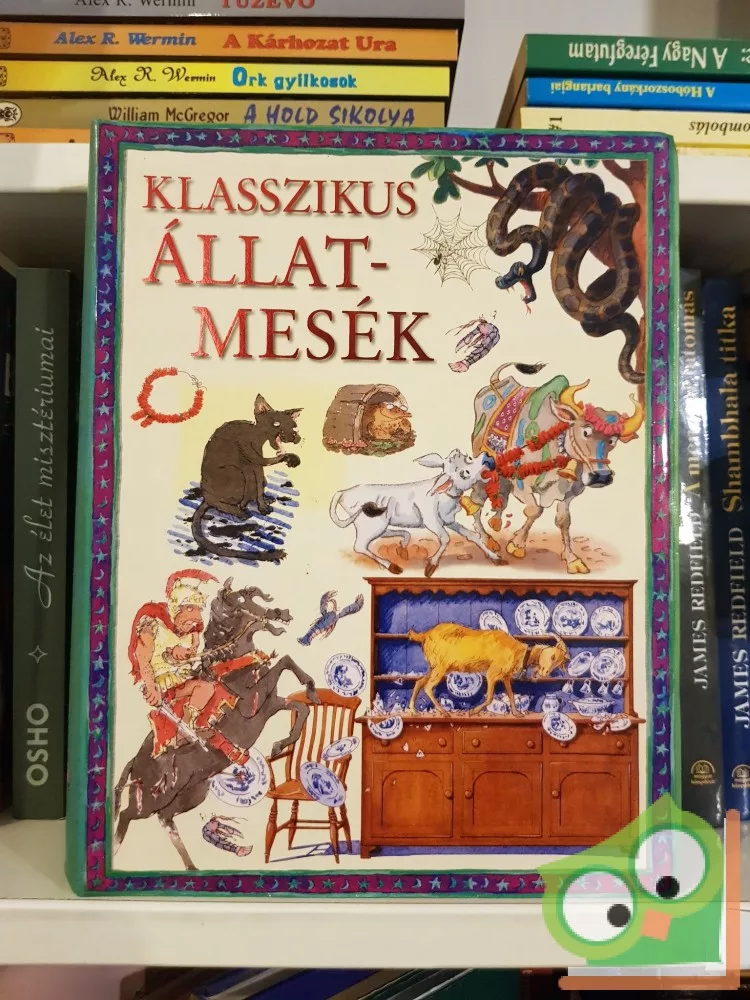 Alex R. Wermin TŰZEVŐ
Alex R. Wermin A Kárhozat Ura
Alex R. Wermin Ork gyilkosok
William McGregor A HOLD SIKOLYA
A Nagy Féregfutam
A Hóboszorkány barlangjai
KLASSZIKUS
ÁLLAT-
MESÉK
OSHO Az élet misztériumai
JAMES REDFIELD
JAMES REDFIELD Shambhala titka